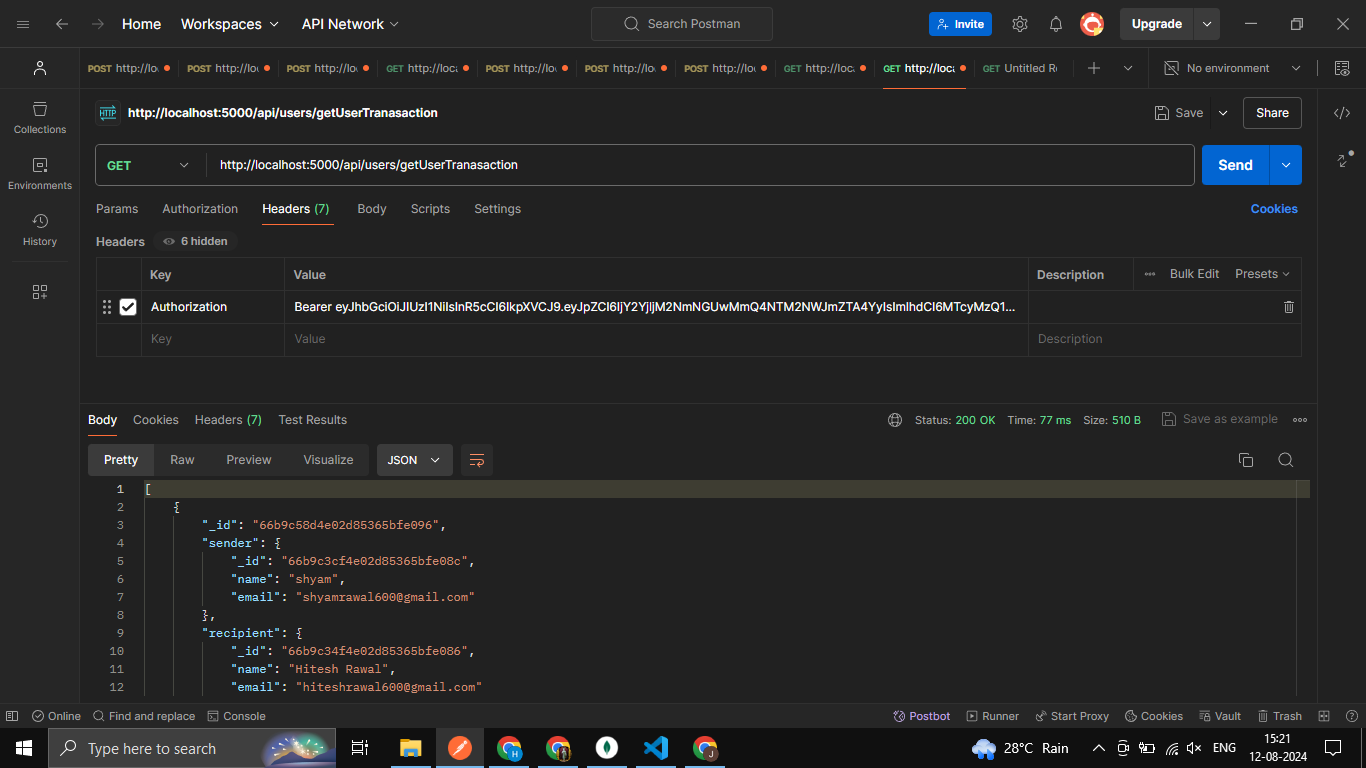 Home Workspaces API Network Search Postman Invite Upgrade
POST http://loc POST http://loc POST http://loc GET http://loca POST http://loc POST http://loc POST http://loc GET http://loca GET http://loca GET Untitled Re No environment
HTTP http://localhost:5000/api/users/getUserTranasaction Save Share
Collections
GET http://localhost:5000/api/users/getUserTranasaction Send
Environments
Params Authorization Headers (7) Body Scripts Settings Cookies
History
Headers 6 hidden
Key Value Description Bulk Edit Presets
Authorization Bearer
Key Value Description
Body Cookies Headers (7) Test Results Status: 200 OK Time: 77 ms Size: 510 B Save as example
Pretty Raw Preview Visualize JSON
1 [
2 {
3 "_id": "66b9c58d4e02d85365bfe096",
4 "sender": {
5 "_id": "66b9c3cf4e02d85365bfe08c",
6 "name": "shyam",
7 "email": "shyamrawal600@gmail.com"
8 },
9 "recipient": {
10 "_id": "66b9c34f4e02d85365bfe086",
11 "name": "Hitesh Rawal",
12 "email": "hiteshrawal600@gmail.com"
Online Find and replace Console Postbot Runner Start Proxy Cookies Vault Trash
Type here to search 28°C Rain ENG 15:21
12-08-2024